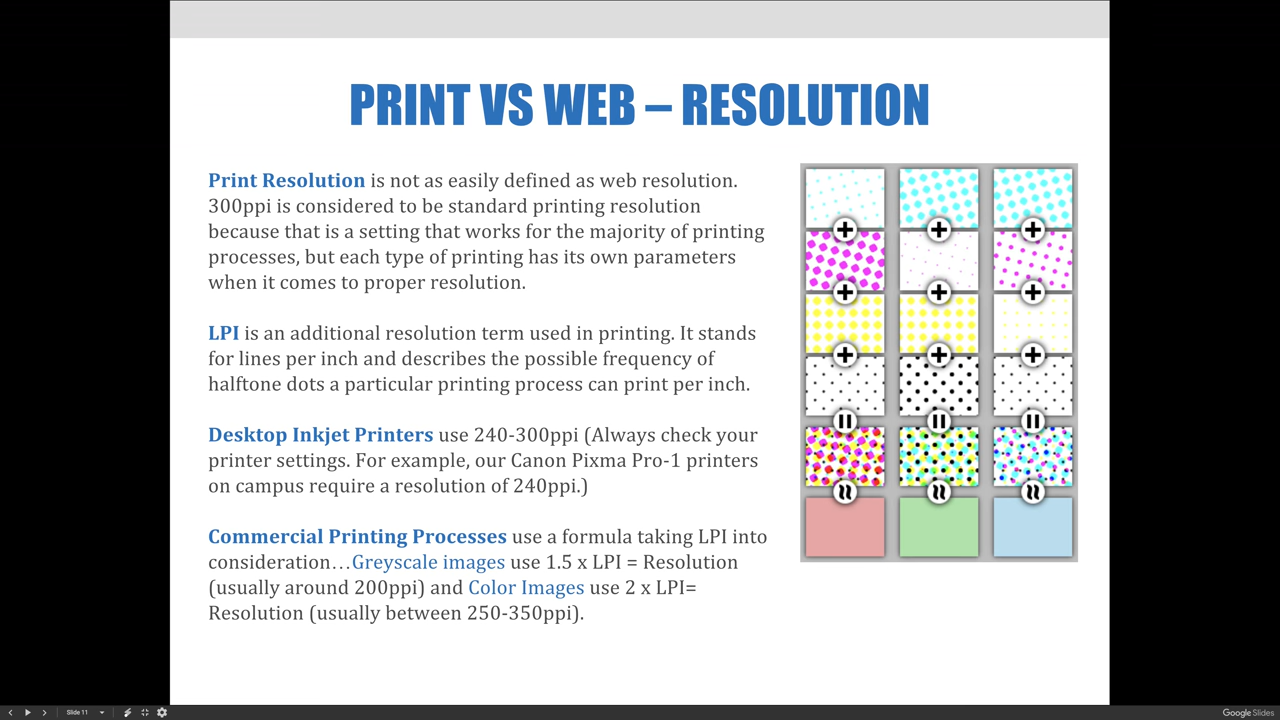 PRINT VS WEB – RESOLUTION
Print Resolution is not as easily defined as web resolution.
300ppi is considered to be standard printing resolution
because that is a setting that works for the majority of printing
processes, but each type of printing has its own parameters
when it comes to proper resolution.
LPI is an additional resolution term used in printing. It stands
for lines per inch and describes the possible frequency of
halftone dots a particular printing process can print per inch.
Desktop Inkjet Printers use 240-300ppi (Always check your
printer settings. For example, our Canon Pixma Pro-1 printers
on campus require a resolution of 240ppi.)
Commercial Printing Processes use a formula taking LPI into
consideration…Greyscale images use 1.5 x LPI = Resolution
(usually around 200ppi) and Color Images use 2 x LPI=
Resolution (usually between 250-350ppi).
Slide 11
Google Slides